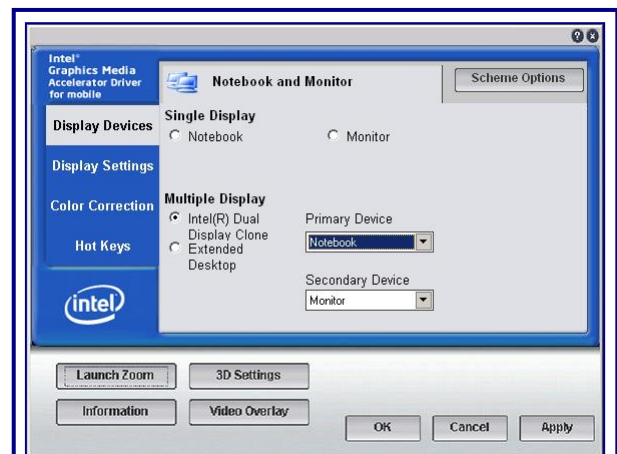 Intel®
Graphics Media
Accelerator Driver
for mobile
Notebook and Monitor
Scheme Options
Display Devices
Display Settings
Color Correction
Hot Keys
intel
Single Display
Notebook
Monitor
Multiple Display
Intel(R) Dual
Display Clone
Extended
Desktop
Primary Device
Notebook
Secondary Device
Monitor
Launch Zoom
3D Settings
Information
Video Overlay
OK
Cancel
Apply